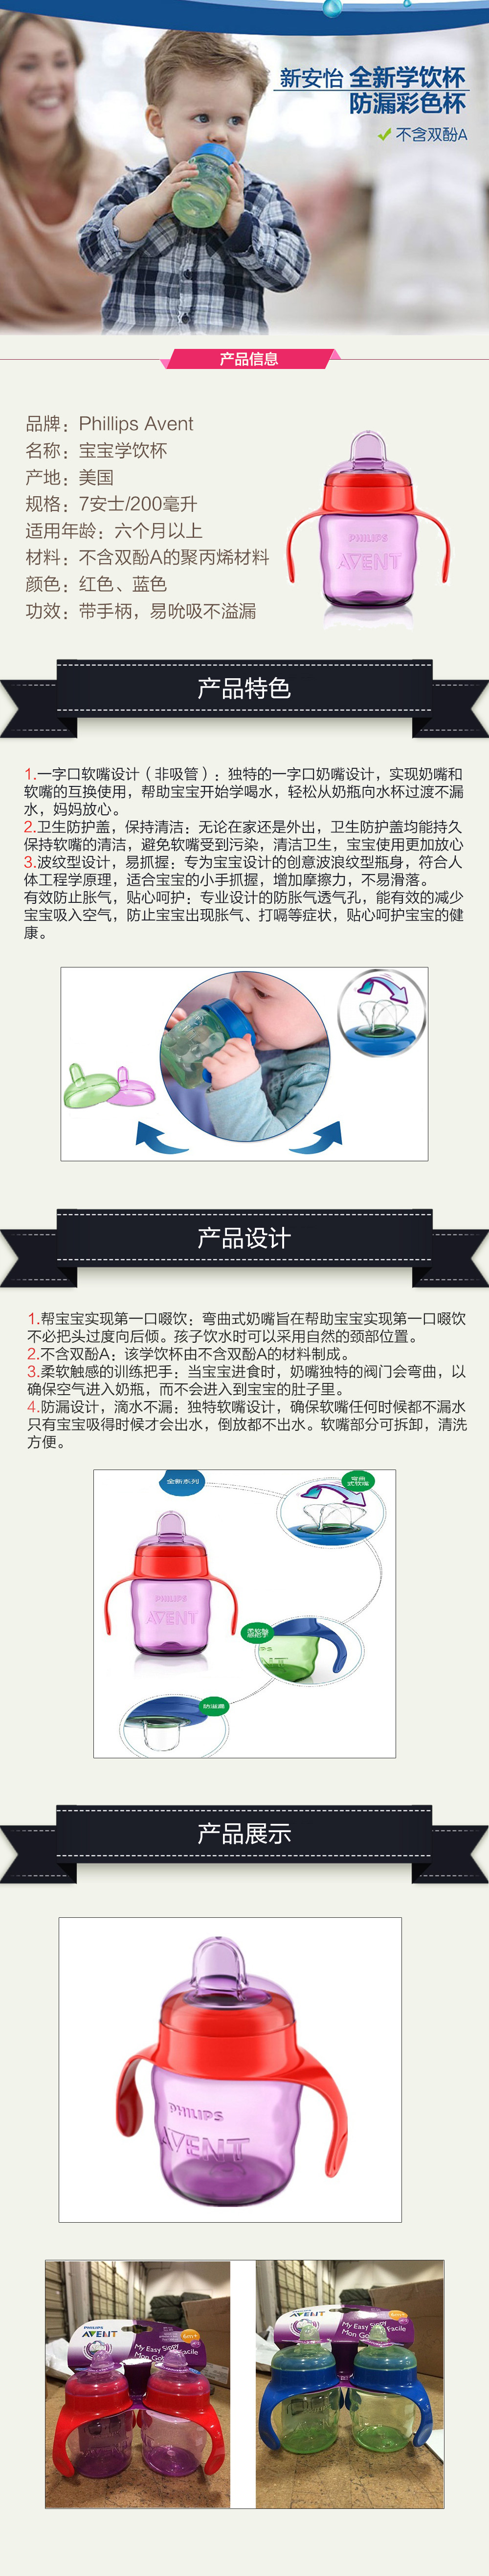 新安怡 全新学饮杯
防漏彩色杯
不含双酚A
产品信息
品牌：Phillips Avent
名称：宝宝学饮杯
产地：美国
规格：7安士/200毫升
适用年龄：六个月以上
材料：不含双酚A的聚丙烯材料
颜色：红色、蓝色
功效：带手柄，易吮吸不溢漏
PHILIPS
AVENT
产品特色
1.一字口软嘴设计（非吸管）：独特的一字口奶嘴设计，实现奶嘴和
软嘴的互换使用，帮助宝宝开始学喝水，轻松从奶瓶向水杯过渡不漏
水，妈妈放心。
2.卫生防护盖，保持清洁：无论在家还是外出，卫生防护盖均能持久
保持软嘴的清洁，避免软嘴受到污染，清洁卫生，宝宝使用更加放心
3.波纹型设计，易抓握：专为宝宝设计的创意波浪纹型瓶身，符合人
体工程学原理，适合宝宝的小手抓握，增加摩擦力，不易滑落。
有效防止胀气，贴心呵护：专业设计的防胀气透气孔，能有效的减少
宝宝吸入空气，防止宝宝出现胀气、打嗝等症状，贴心呵护宝宝的健
康。
产品设计
1.帮宝宝实现第一口啜饮：弯曲式奶嘴旨在帮助宝宝实现第一口啜饮
不必把头过度向后倾。孩子饮水时可以采用自然的颈部位置。
2.不含双酚A：该学饮杯由不含双酚A的材料制成。
3.柔软触感的训练把手：当宝宝进食时，奶嘴独特的阀门会弯曲，以
确保空气进入奶瓶，而不会进入到宝宝的肚子里。
4.防漏设计，滴水不漏：独特软嘴设计，确保软嘴任何时候都不漏水
只有宝宝吸得时候才会出水，倒放都不出水。软嘴部分可拆卸，清洗
方便。
全新系列
弯曲
式软嘴
PHILIPS
AVENT
防溢漏
产品展示
PHILIPS
AVENT
PHILIPS
AVENT
My Easy Sippy
AVENT
My Easy Sippy
Facile